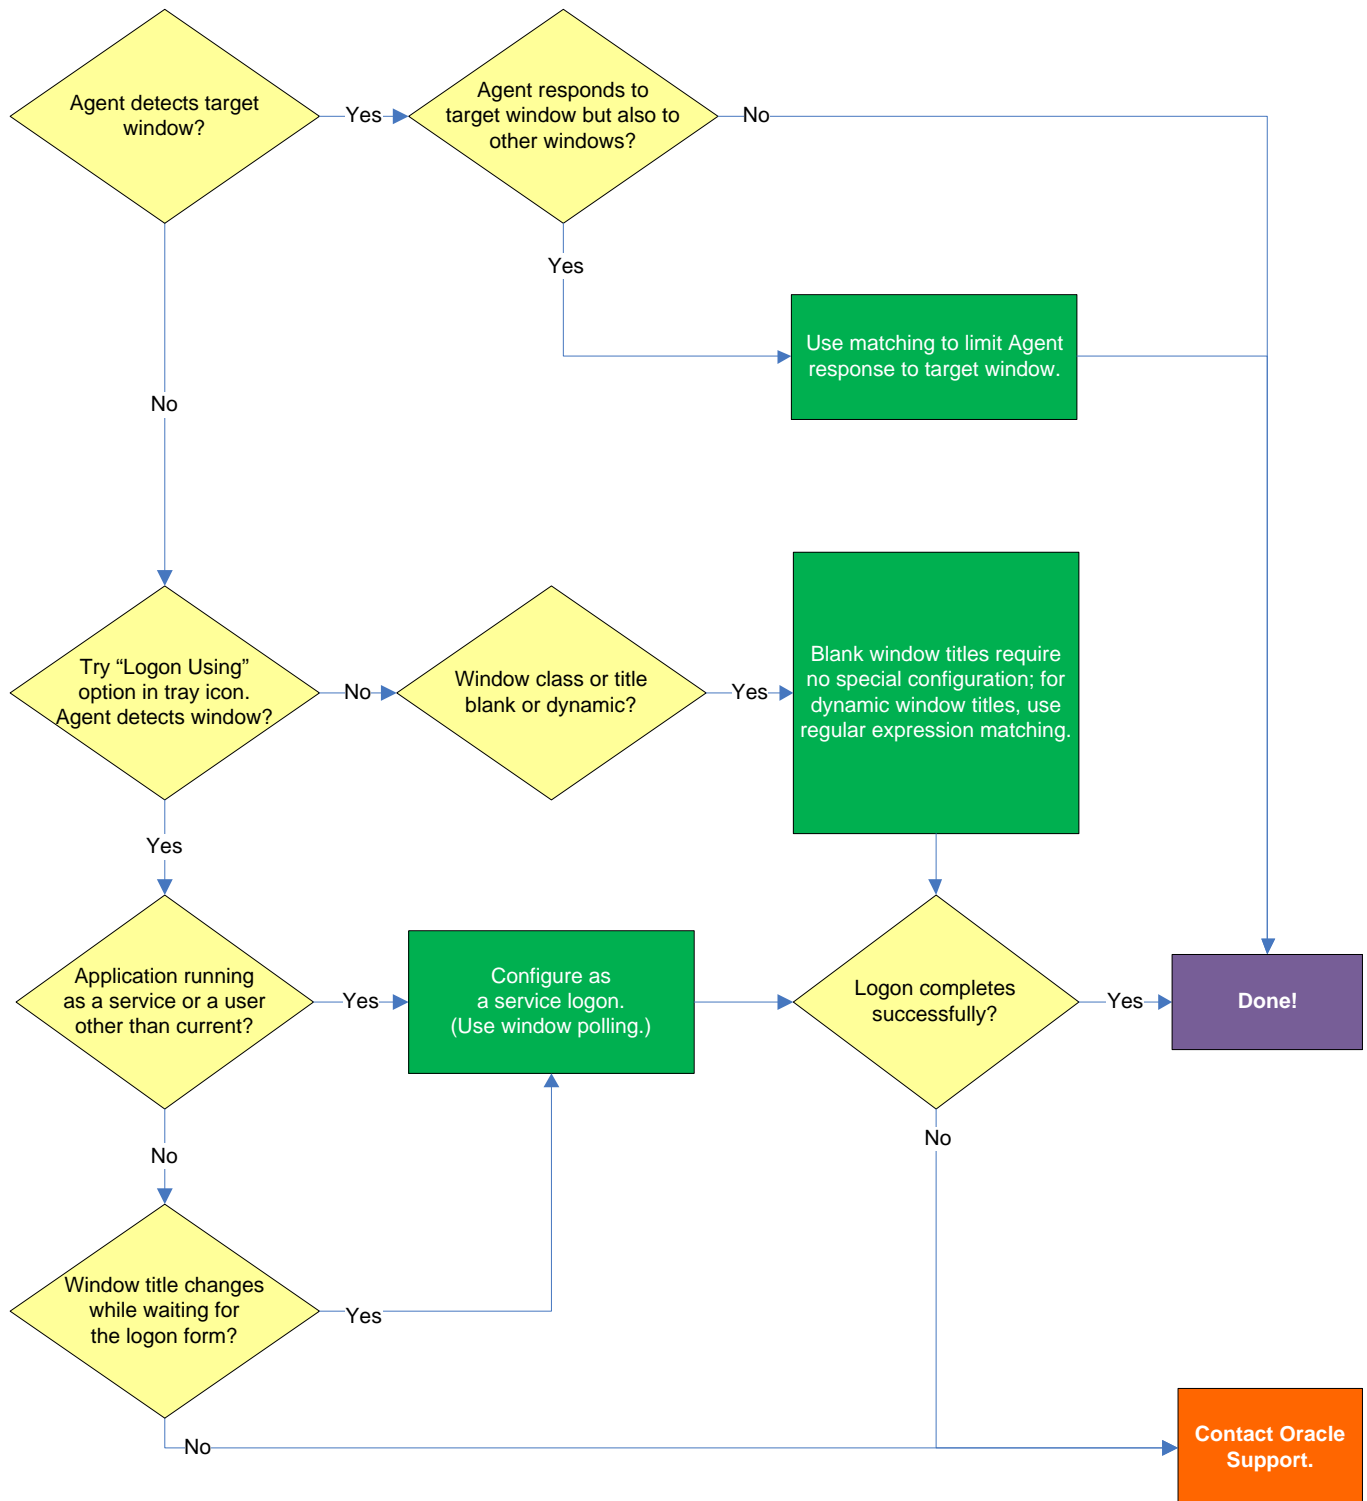 Agent detects target
window?
Yes
Agent responds to
target window but also to
other windows?
No
Yes
Use matching to limit Agent
response to target window.
No
Try “Logon Using”
option in tray icon.
Agent detects window?
No
Window class or title
blank or dynamic?
Yes
Blank window titles require
no special configuration; for
dynamic window titles, use
regular expression matching.
Yes
Application running
as a service or a user
other than current?
Yes
Configure as
a service logon.
(Use window polling.)
Logon completes
successfully?
Yes
Done!
No
No
Window title changes
while waiting for
the logon form?
Yes
No
Contact Oracle
Support.